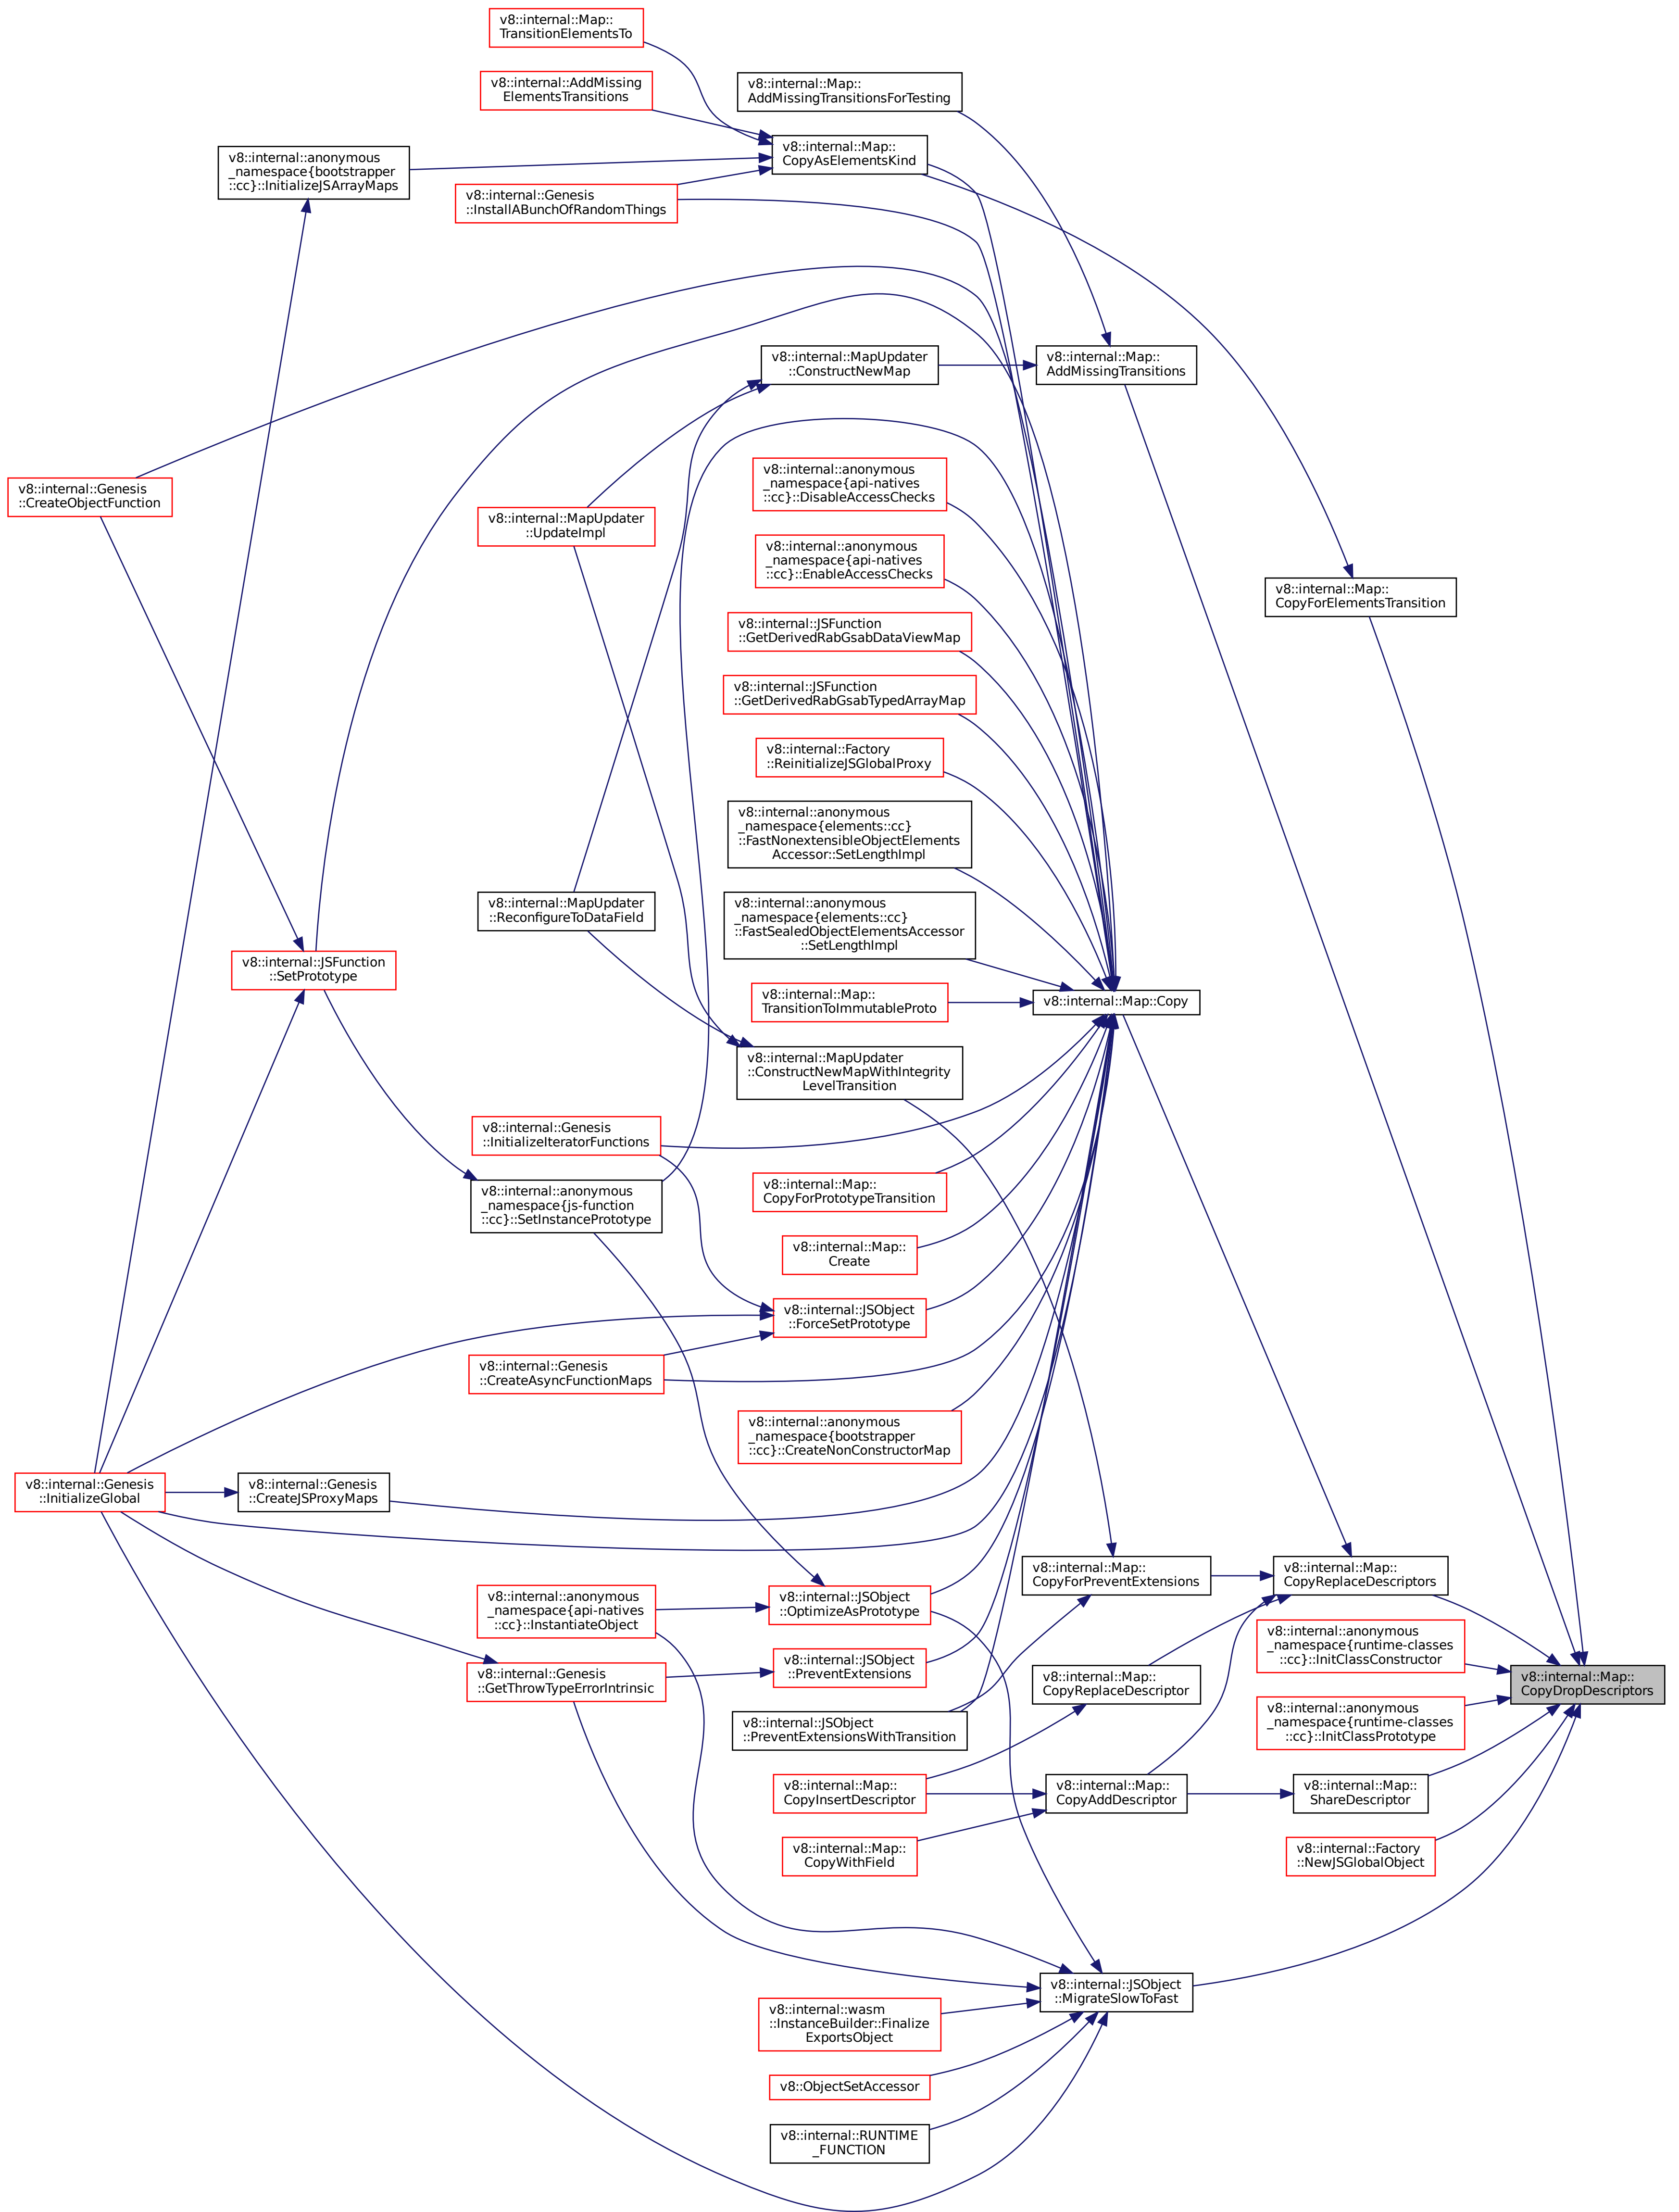 v8::internal::Map::
TransitionElementsTo
v8::internal::AddMissing
ElementsTransitions
v8::internal::Map::
AddMissingTransitionsForTesting
v8::internal::Map::
CopyAsElementsKind
v8::internal::anonymous
_namespace{bootstrapper
::cc}::InitializeJSArrayMaps
v8::internal::Genesis
::InstallABunchOfRandomThings
v8::internal::MapUpdater
::ConstructNewMap
v8::internal::Map::
AddMissingTransitions
v8::internal::anonymous
_namespace{api-natives
::cc}::DisableAccessChecks
v8::internal::Genesis
::CreateObjectFunction
v8::internal::MapUpdater
::UpdateImpl
v8::internal::anonymous
_namespace{api-natives
::cc}::EnableAccessChecks
v8::internal::Map::
CopyForElementsTransition
v8::internal::JSFunction
::GetDerivedRabGsabDataViewMap
v8::internal::JSFunction
::GetDerivedRabGsabTypedArrayMap
v8::internal::Factory
::ReinitializeJSGlobalProxy
v8::internal::anonymous
_namespace{elements::cc}
::FastNonextensibleObjectElements
Accessor::SetLengthImpl
v8::internal::MapUpdater
::ReconfigureToDataField
v8::internal::anonymous
_namespace{elements::cc}
::FastSealedObjectElementsAccessor
::SetLengthImpl
v8::internal::JSFunction
::SetPrototype
v8::internal::Map::
TransitionToImmutableProto
v8::internal::Map::Copy
v8::internal::MapUpdater
::ConstructNewMapWithIntegrity
LevelTransition
v8::internal::Genesis
::InitializeIteratorFunctions
v8::internal::anonymous
_namespace{js-function
::cc}::SetInstancePrototype
v8::internal::Map::
CopyForPrototypeTransition
v8::internal::Map::
Create
v8::internal::JSObject
::ForceSetPrototype
v8::internal::Genesis
::CreateAsyncFunctionMaps
v8::internal::anonymous
_namespace{bootstrapper
::cc}::CreateNonConstructorMap
v8::internal::Genesis
::InitializeGlobal
v8::internal::Genesis
::CreateJSProxyMaps
v8::internal::Map::
CopyForPreventExtensions
v8::internal::Map::
CopyReplaceDescriptors
v8::internal::anonymous
_namespace{api-natives
::cc}::InstantiateObject
v8::internal::JSObject
::OptimizeAsPrototype
v8::internal::anonymous
_namespace{runtime-classes
::cc}::InitClassConstructor
v8::internal::Genesis
::GetThrowTypeErrorIntrinsic
v8::internal::JSObject
::PreventExtensions
v8::internal::Map::
CopyReplaceDescriptor
v8::internal::Map::
CopyDropDescriptors
v8::internal::JSObject
::PreventExtensionsWithTransition
v8::internal::anonymous
_namespace{runtime-classes
::cc}::InitClassPrototype
v8::internal::Map::
CopyInsertDescriptor
v8::internal::Map::
CopyAddDescriptor
v8::internal::Map::
ShareDescriptor
v8::internal::Map::
CopyWithField
v8::internal::Factory
::NewJSGlobalObject
v8::internal::JSObject
::MigrateSlowToFast
v8::internal::wasm
::InstanceBuilder::Finalize
ExportsObject
v8::ObjectSetAccessor
v8::internal::RUNTIME
_FUNCTION